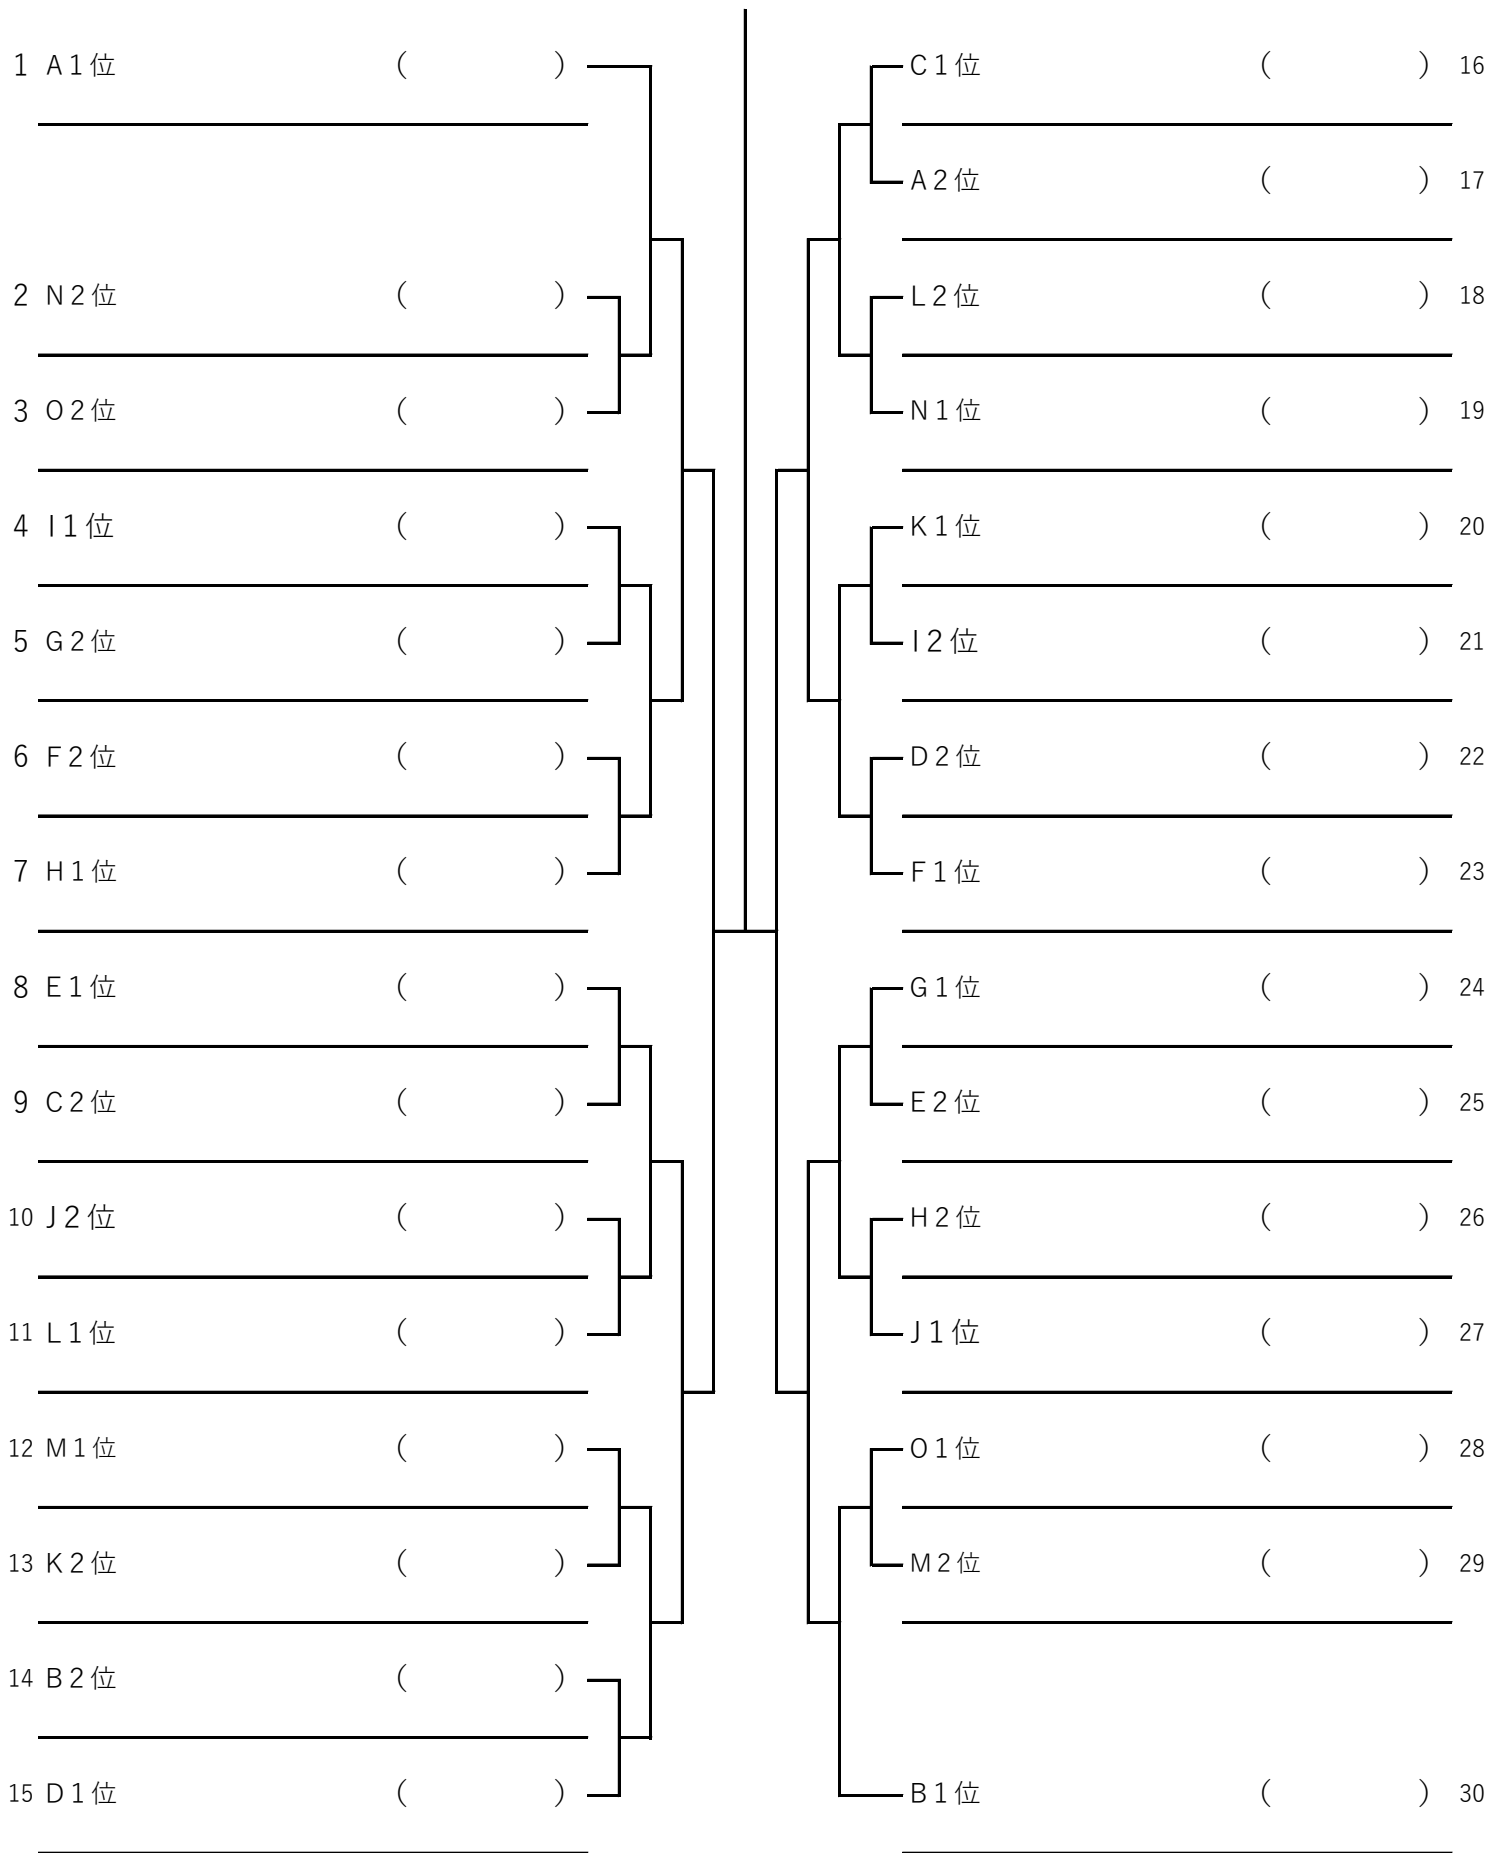 1 A1位 ( )
2 N2位 ( )
3 O2位 ( )
4 I1位 ( )
5 G2位 ( )
6 F2位 ( )
7 H1位 ( )
8 E1位 ( )
9 C2位 ( )
10 J2位 ( )
11 L1位 ( )
12 M1位 ( )
13 K2位 ( )
14 B2位 ( )
15 D1位 ( )
C1位 ( ) 16
A2位 ( ) 17
L2位 ( ) 18
N1位 ( ) 19
K1位 ( ) 20
I2位 ( ) 21
D2位 ( ) 22
F1位 ( ) 23
G1位 ( ) 24
E2位 ( ) 25
H2位 ( ) 26
J1位 ( ) 27
O1位 ( ) 28
M2位 ( ) 29
B1位 ( ) 30